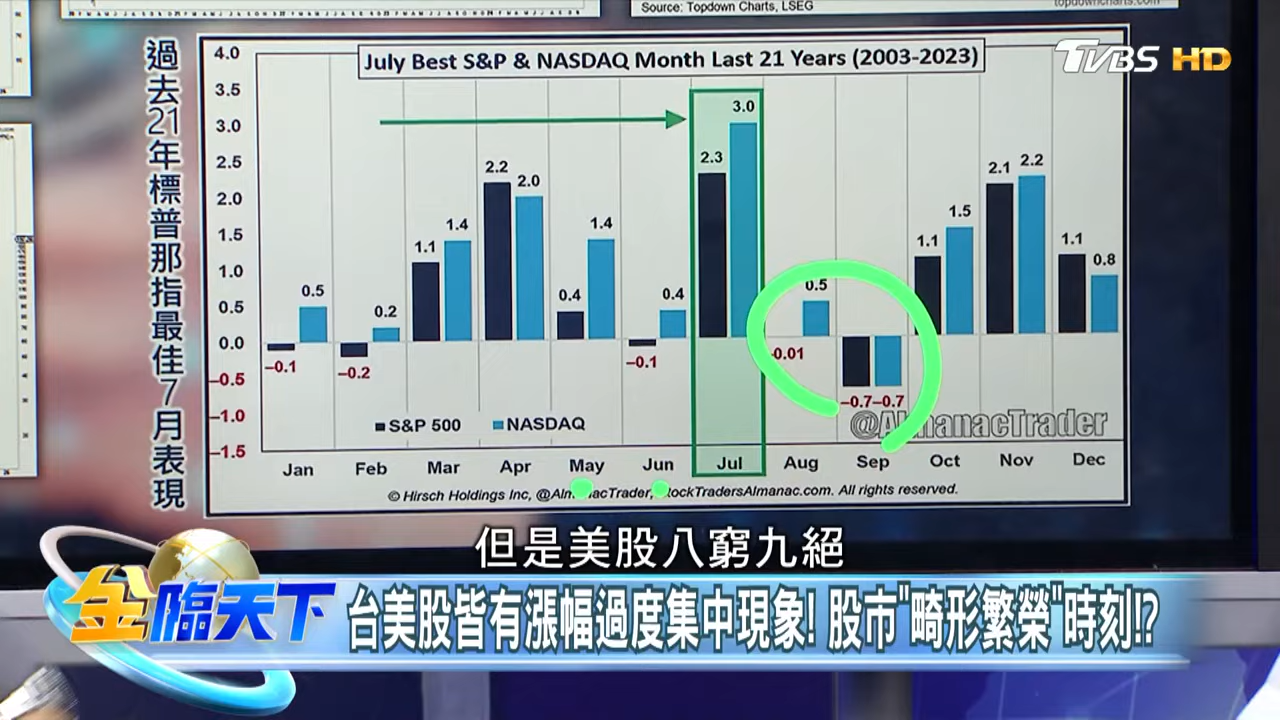 Source: Topdown Charts, LSEG
topdowncharts.com
TVBS HD
過去21年標普那指最佳7月表現
July Best S&P & NASDAQ Month Last 21 Years (2003-2023)
4.0
3.5
3.0
2.5
2.0
1.5
1.0
0.5
0.0
–0.5
–1.0
–1.5
–0.1
0.5
–0.2
0.2
1.1
1.4
2.2
2.0
0.4
1.4
–0.1
0.4
2.3
3.0
–0.01
0.5
–0.7
–0.7
1.1
1.5
2.1
2.2
1.1
0.8
S&P 500
NASDAQ
@AlmanacTrader
Jan Feb Mar Apr May Jun Jul Aug Sep Oct Nov Dec
© Hirsch Holdings Inc, @AlmanacTrader, StockTradersAlmanac.com. All rights reserved.
但是美股八窮九絕
金臨天下
台美股皆有漲幅過度集中現象! 股市"畸形繁榮"時刻!?